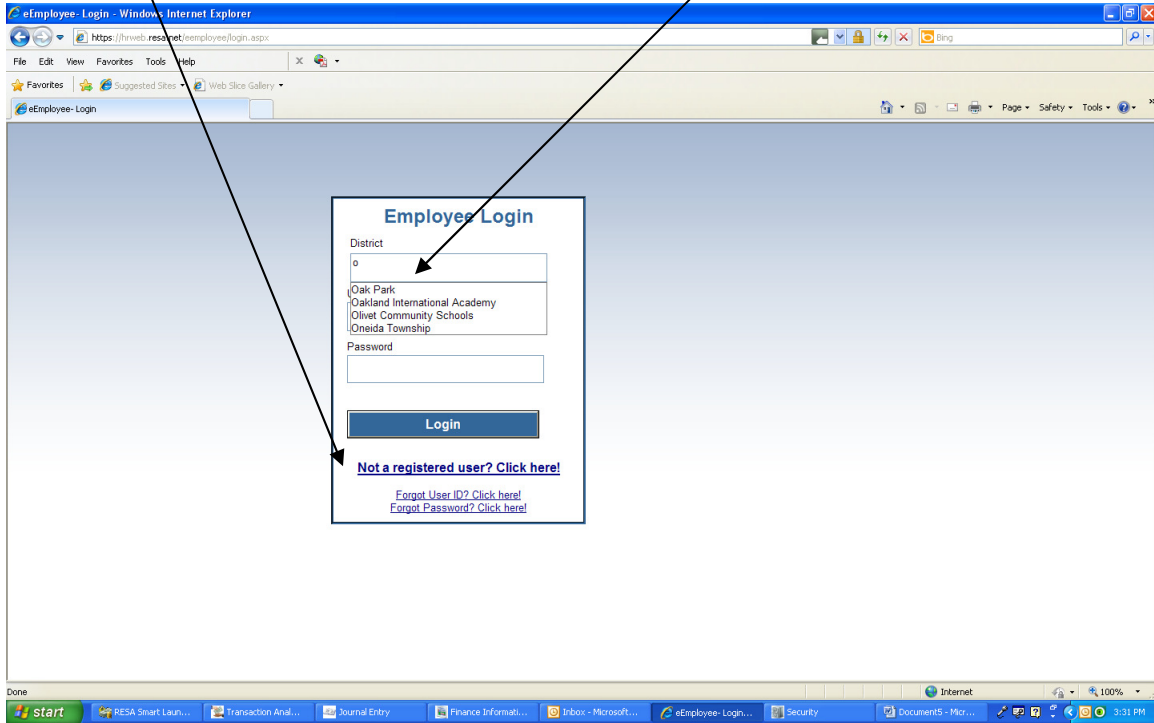 eEmployee- Login - Windows Internet Explorer
https://hrweb.resa.net/eemployee/login.aspx
Bing
File Edit View Favorites Tools Help
X
Favorites Suggested Sites Web Slice Gallery
eEmployee- Login
Page Safety Tools
Employee Login
District
o
Oak Park
Oakland International Academy
Olivet Community Schools
Oneida Township
Password
Login
Not a registered user? Click here!
Forgot User ID? Click here!
Forgot Password? Click here!
Done
Internet
100%
start
RESA Smart Laun...
Transaction Anal...
Journal Entry
Finance Informati...
Inbox - Microsoft...
eEmployee- Login...
Security
Document5 - Micr...
3:31 PM